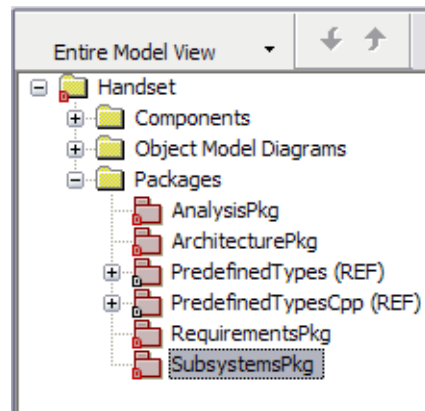 Entire Model View
Handset
Components
Object Model Diagrams
Packages
AnalysisPkg
ArchitecturePkg
PredefinedTypes (REF)
PredefinedTypesCpp (REF)
RequirementsPkg
SubsystemsPkg